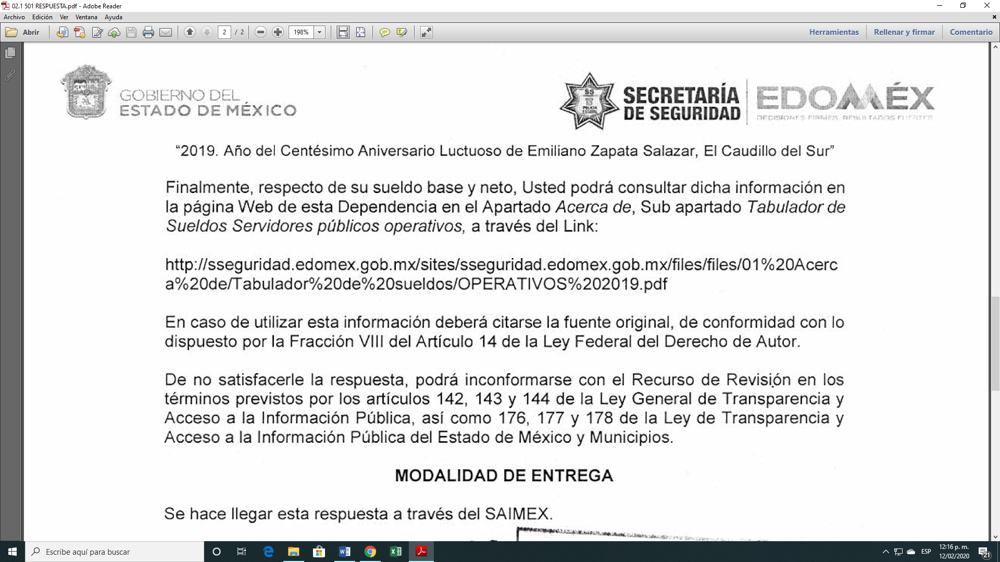 02.1 501 RESPUESTA.pdf - Adobe Reader
Archivo Edición Ver Ventana Ayuda
Abrir 2 / 2 198% Herramientas Rellenar y firmar Comentario
GOBIERNO DEL
ESTADO DE MÉXICO
SS
POLICIA
ESTATAL
SECRETARÍA
DE SEGURIDAD
EDOMÉX
DECISIONES FIRMES, RESULTADOS FUERTES
“2019. Año del Centésimo Aniversario Luctuoso de Emiliano Zapata Salazar, El Caudillo del Sur”
Finalmente, respecto de su sueldo base y neto, Usted podrá consultar dicha información en
la página Web de esta Dependencia en el Apartado Acerca de, Sub apartado Tabulador de
Sueldos Servidores públicos operativos, a través del Link:
http://sseguridad.edomex.gob.mx/sites/sseguridad.edomex.gob.mx/files/files/01%20Acerc
a%20de/Tabulador%20de%20sueldos/OPERATIVOS%202019.pdf
En caso de utilizar esta información deberá citarse la fuente original, de conformidad con lo
dispuesto por la Fracción VIII del Artículo 14 de la Ley Federal del Derecho de Autor.
De no satisfacerle la respuesta, podrá inconformarse con el Recurso de Revisión en los
términos previstos por los artículos 142, 143 y 144 de la Ley General de Transparencia y
Acceso a la Información Pública, así como 176, 177 y 178 de la Ley de Transparencia y
Acceso a la Información Pública del Estado de México y Municipios.
MODALIDAD DE ENTREGA
Se hace llegar esta respuesta a través del SAIMEX.
Escribe aquí para buscar
ESP
12:16 p. m.
12/02/2020
21